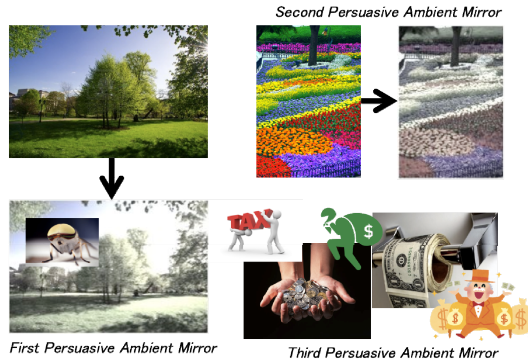 Second Persuasive Ambient Mirror
TAX
$
First Persuasive Ambient Mirror
$ $ $ $
Third Persuasive Ambient Mirror